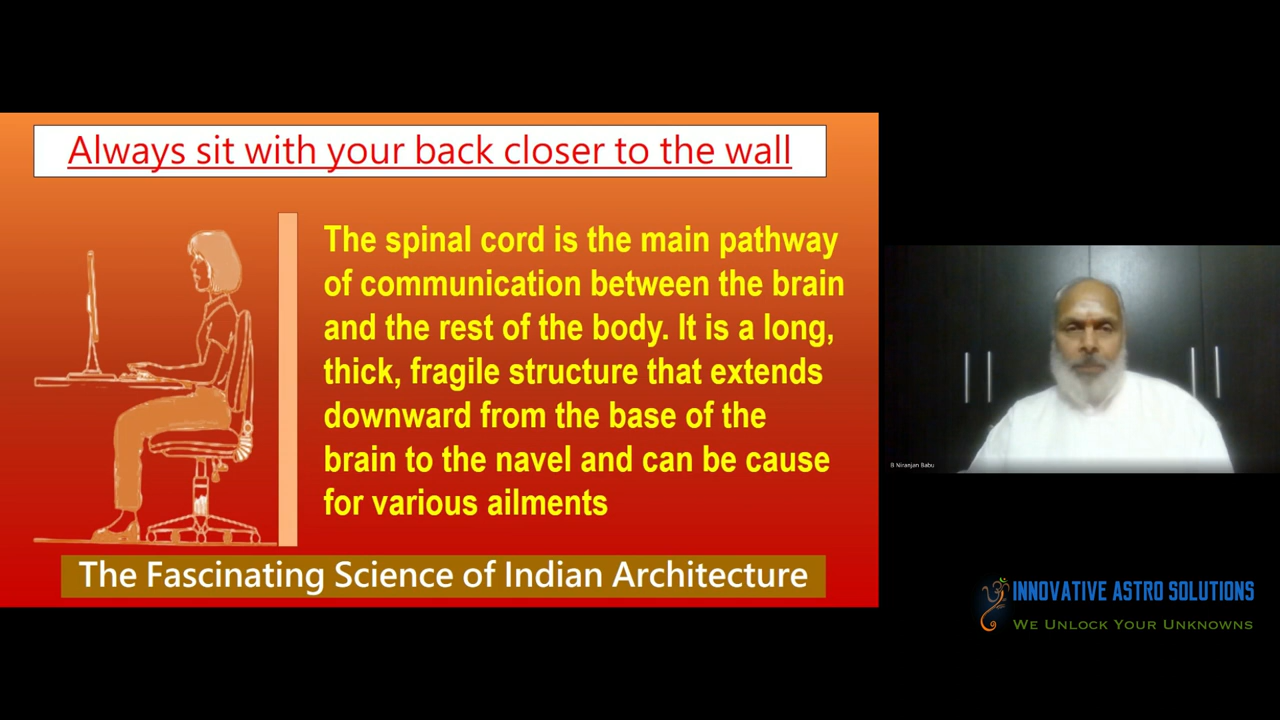 Always sit with your back closer to the wall
The spinal cord is the main pathway
of communication between the brain
and the rest of the body. It is a long,
thick, fragile structure that extends
downward from the base of the
brain to the navel and can be cause
for various ailments
The Fascinating Science of Indian Architecture
B Niranjan Babu
INNOVATIVE ASTRO SOLUTIONS
WE UNLOCK YOUR UNKNOWNS